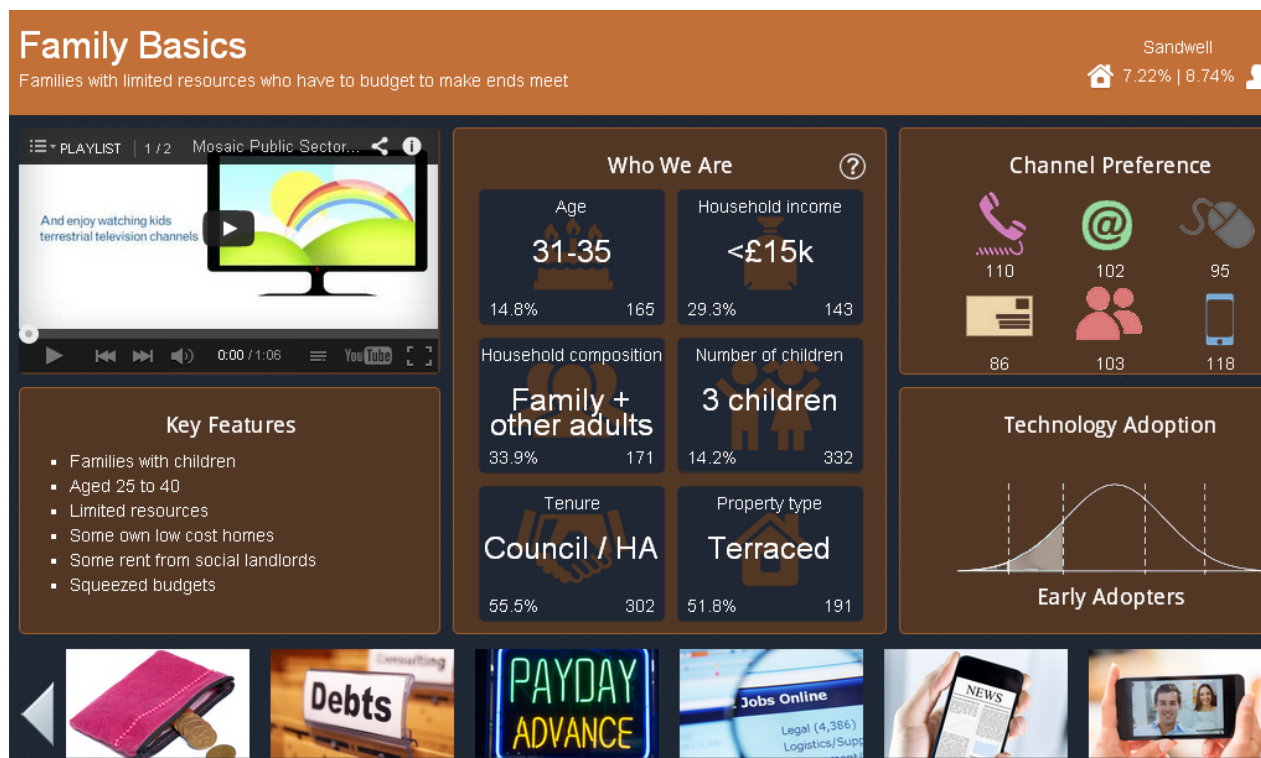 Family Basics
Families with limited resources who have to budget to make ends meet
Sandwell
7.22% | 8.74%
PLAYLIST 1 / 2 Mosaic Public Sector...
And enjoy watching kids
terrestrial television channels
0:00 / 1:06
YouTube
Key Features
Families with children
Aged 25 to 40
Limited resources
Some own low cost homes
Some rent from social landlords
Squeezed budgets
Who We Are
?
Age
31-35
14.8% 165
Household income
<£15k
29.3% 143
Household composition
Family +
other adults
33.9% 171
Number of children
3 children
14.2% 332
Tenure
Council / HA
55.5% 302
Property type
Terraced
51.8% 191
Channel Preference
@
110 102 95
86 103 118
Technology Adoption
Early Adopters
Consulting
Debts
PAYDAY
ADVANCE
Jobs Online
Legal (4,386)
Logistics/Supp
NEWS